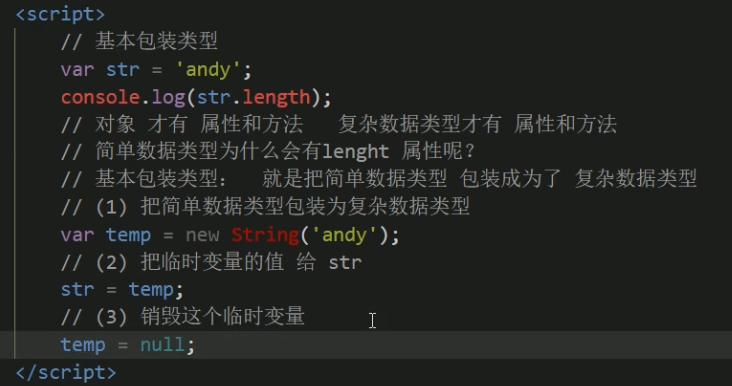 <script>
// 基本包装类型
var str = 'andy';
console.log(str.length);
// 对象 才有 属性和方法 复杂数据类型才有 属性和方法
// 简单数据类型为什么会有lenght 属性呢？
// 基本包装类型： 就是把简单数据类型 包装成为了 复杂数据类型
// (1) 把简单数据类型包装为复杂数据类型
var temp = new String('andy');
// (2) 把临时变量的值 给 str
str = temp;
// (3) 销毁这个临时变量
temp = null;
</script>